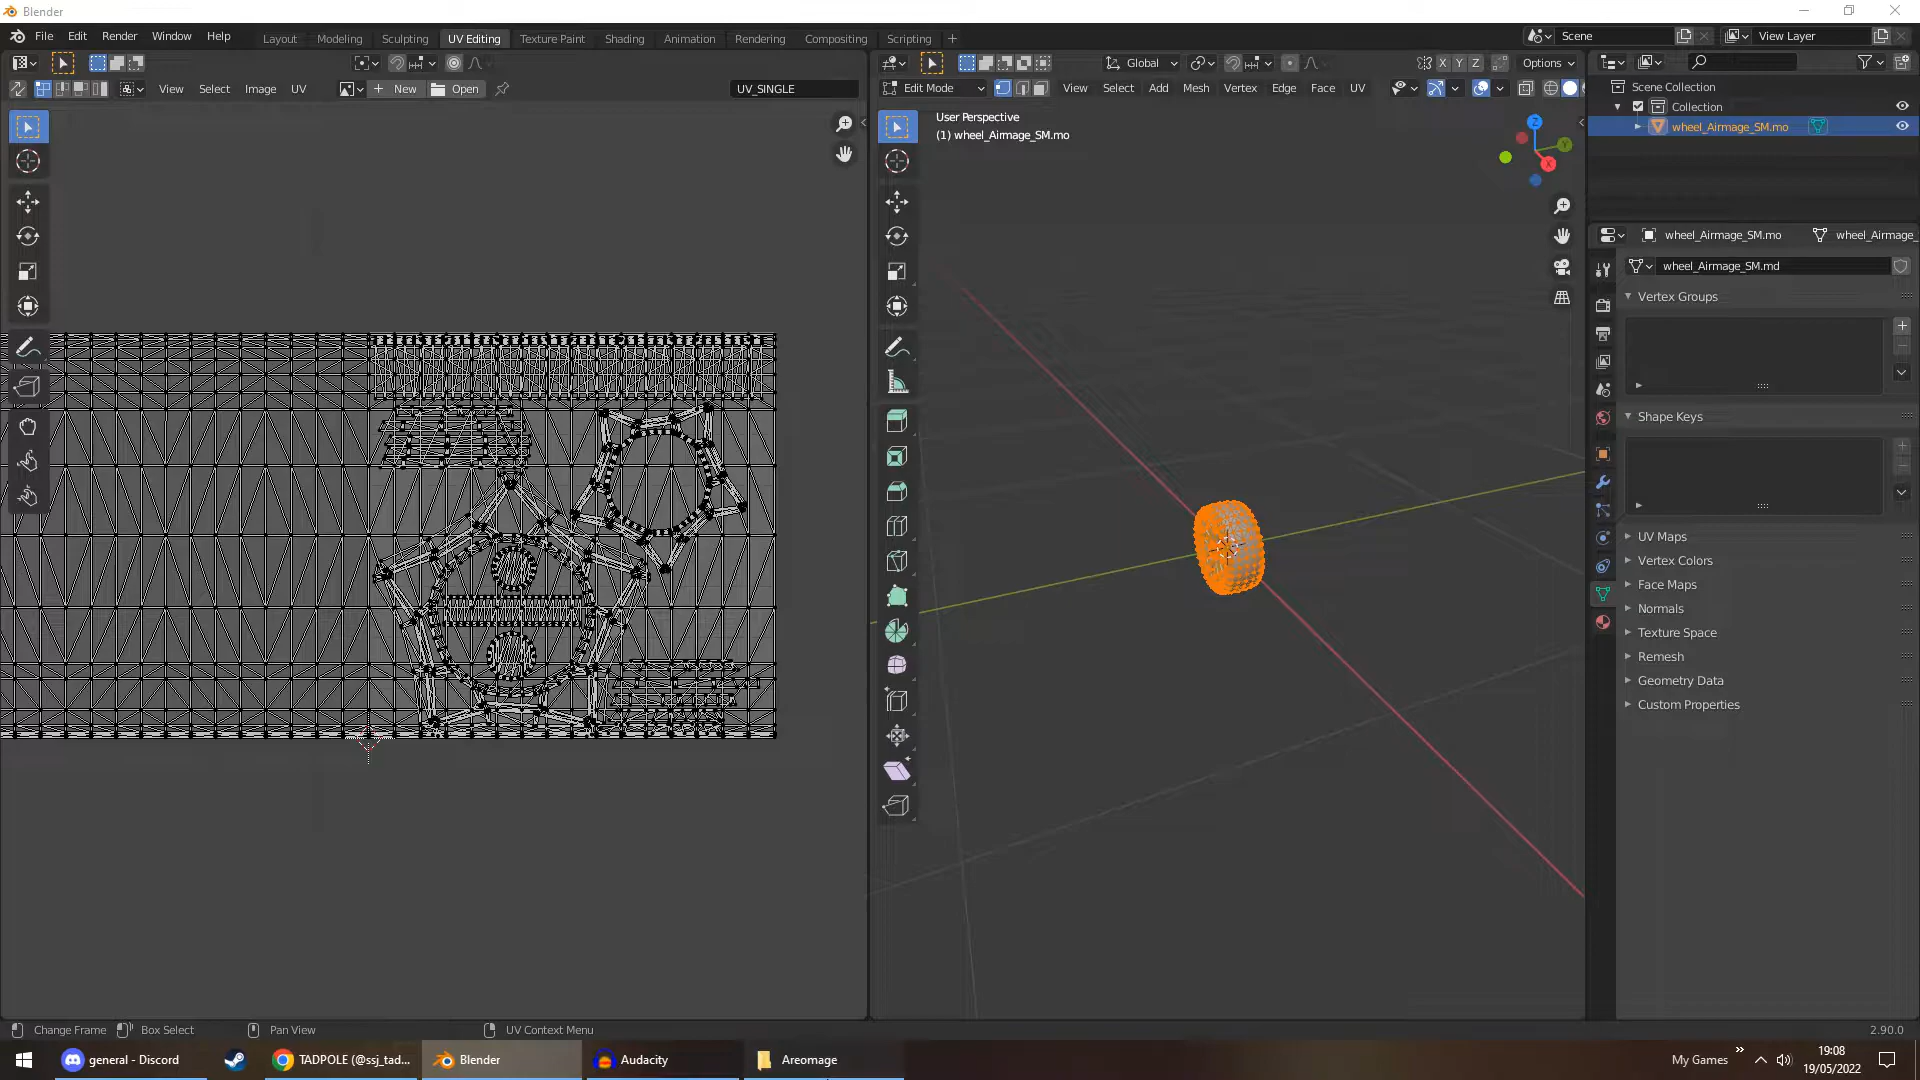 Blender
File Edit Render Window Help
Layout Modeling Sculpting UV Editing Texture Paint Shading Animation Rendering Compositing Scripting
Scene
View Layer
Global
X Y Z
Options
View Select Image UV
New
Open
UV_SINGLE
Edit Mode
View Select Add Mesh Vertex Edge Face UV
Scene Collection
Collection
wheel_Airmage_SM.mo
User Perspective
(1) wheel_Airmage_SM.mo
Z
Y
X
wheel_Airmage_SM.mo
wheel_Airmage_
wheel_Airmage_SM.md
Vertex Groups
Shape Keys
UV Maps
Vertex Colors
Face Maps
Normals
Texture Space
Remesh
Geometry Data
Custom Properties
Change Frame
Box Select
Pan View
UV Context Menu
2.90.0
general - Discord
TADPOLE (@ssj_tad...
Blender
Audacity
Areomage
My Games
19:08
19/05/2022